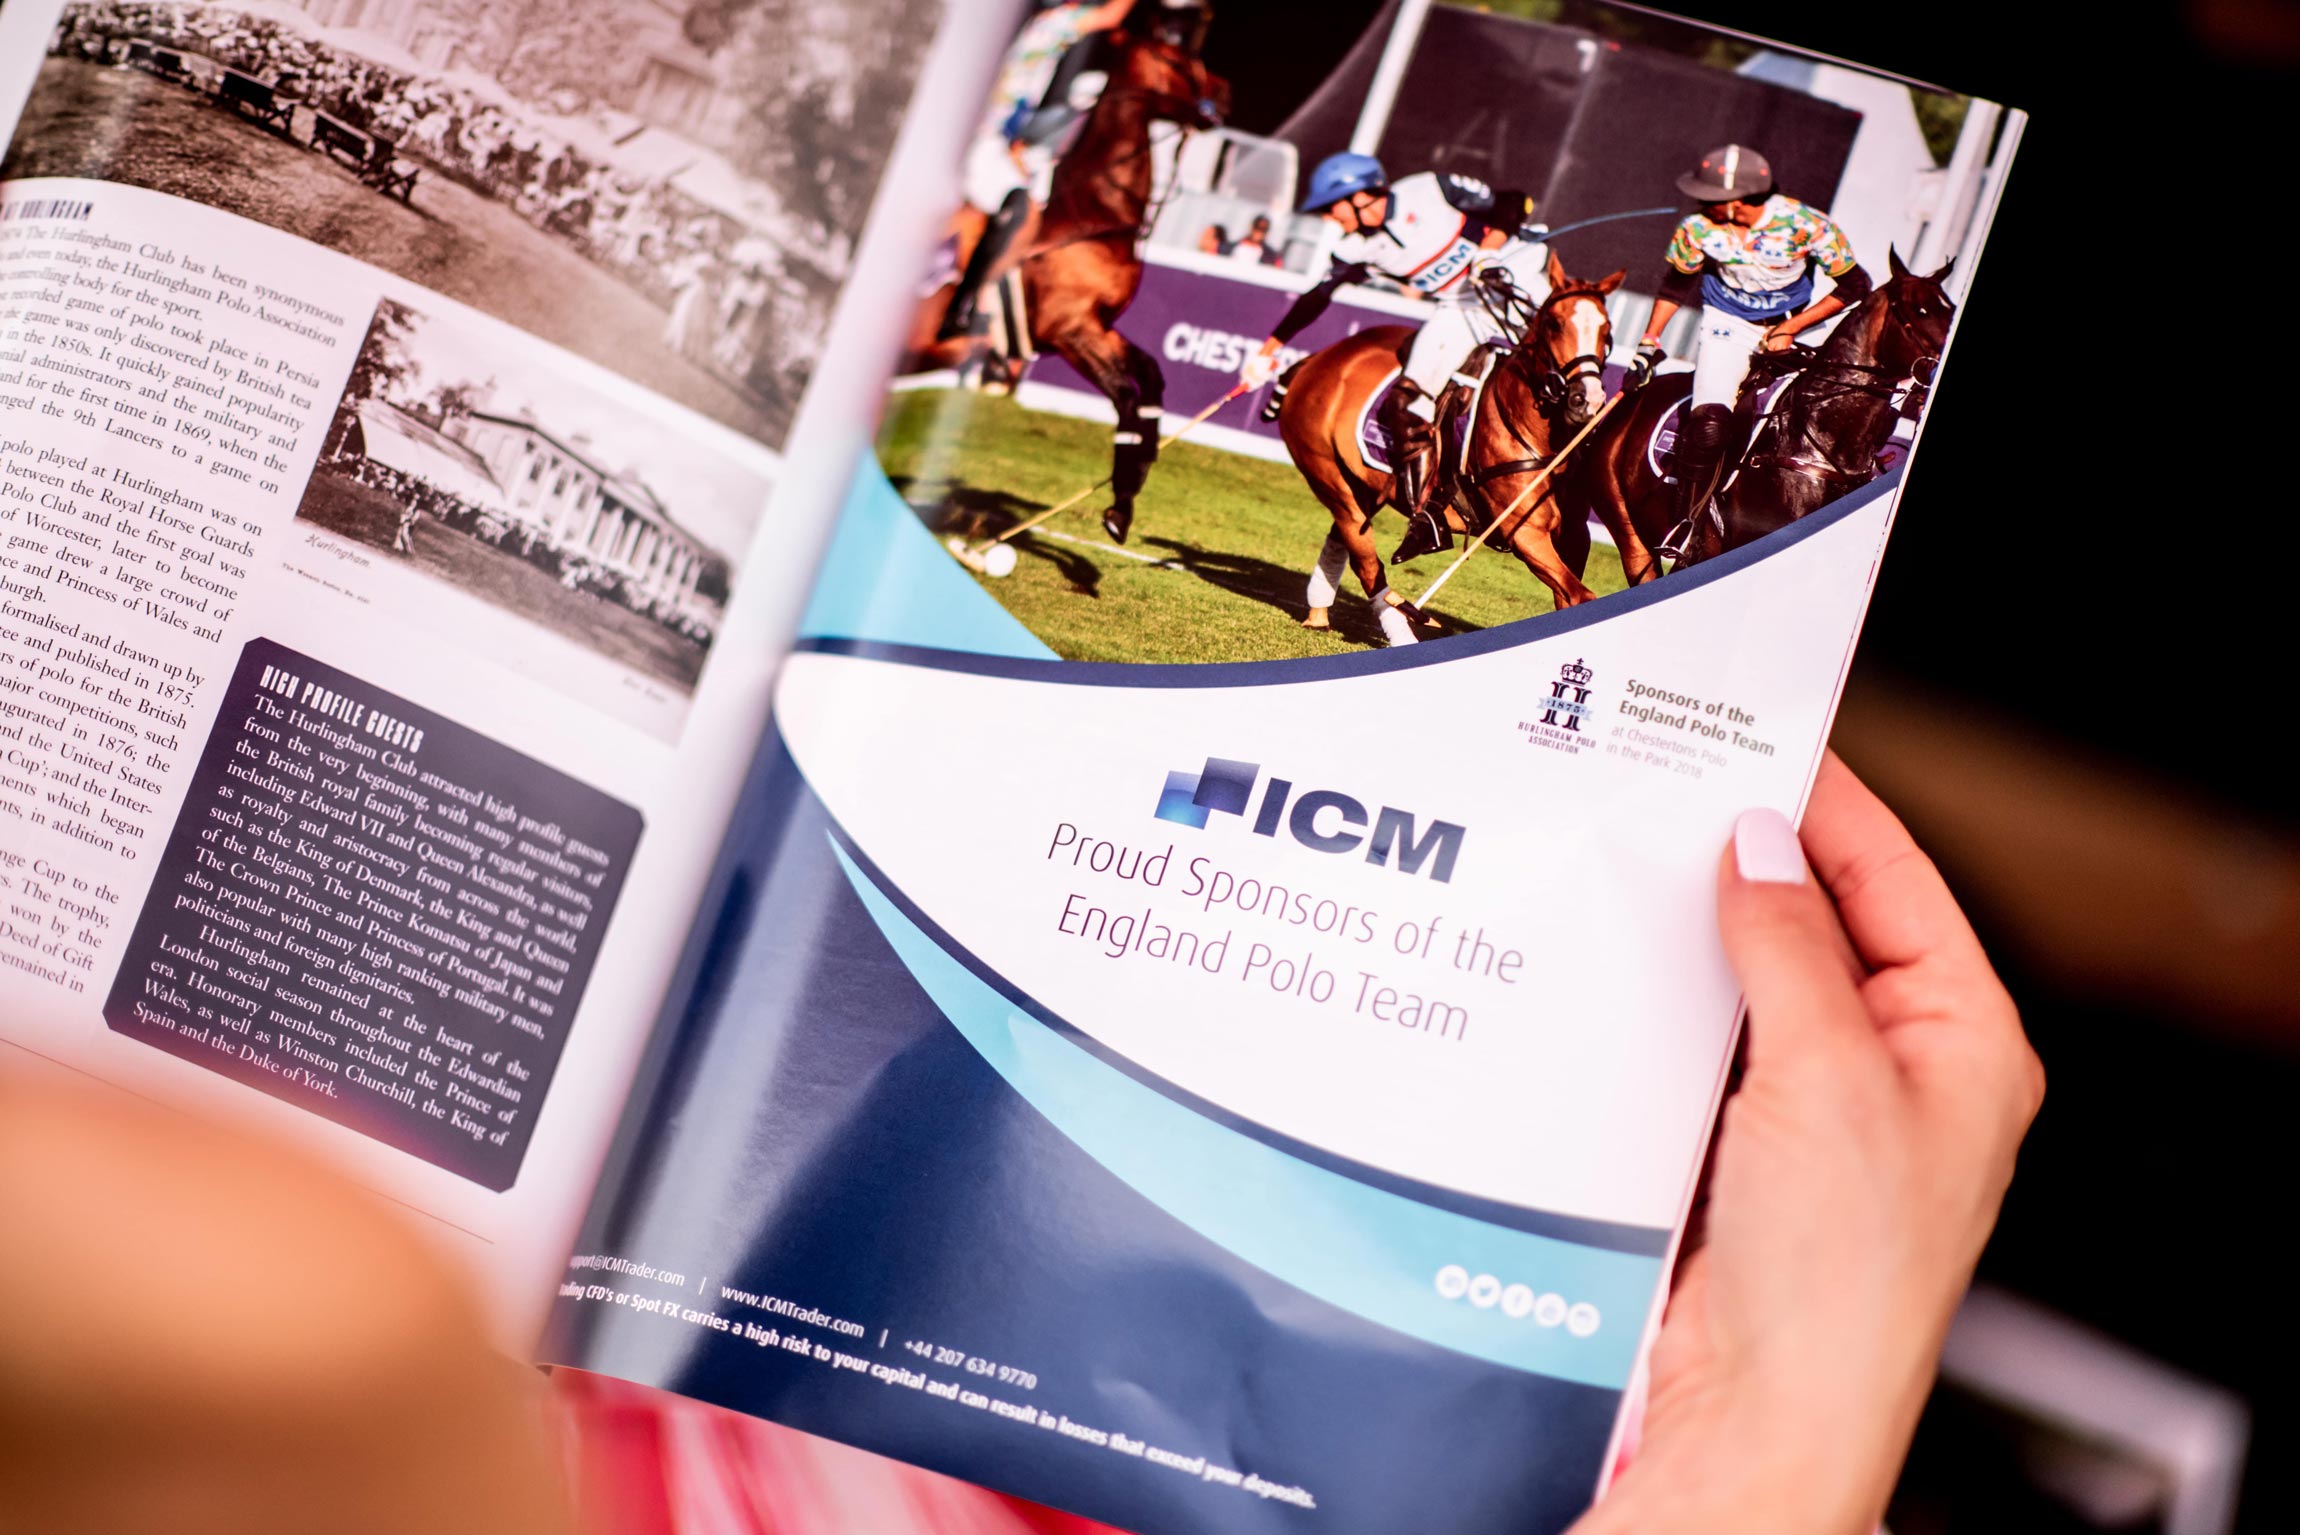 AT HURLINGHAM
The Hurlingham Club has been synonymous
and even today, the Hurlingham Polo Association
controlling body for the sport.
recorded game of polo took place in Persia
the game was only discovered by British tea
in the 1850s. It quickly gained popularity
administrators and the military and
and for the first time in 1869, when the
the 9th Lancers to a game on
polo played at Hurlingham was on
between the Royal Horse Guards
Polo Club and the first goal was
of Worcester, later to become
game drew a large crowd of
and Princess of Wales and
formalised and drawn up by
and published in 1875.
of polo for the British
major competitions, such
in 1876; the
and the United States
Cup'; and the Inter-
which began
in addition to
Cup to the
The trophy,
won by the
Deed of Gift
remained in
Hurlingham.
HIGH PROFILE GUESTS
The Hurlingham Club attracted high profile guests
from the very beginning, with many members of
the British royal family becoming regular visitors,
including Edward VII and Queen Alexandra, as well
as royalty and aristocracy from across the world,
such as the King of Denmark, the King and Queen
of the Belgians, The Prince Komatsu of Japan and
The Crown Prince and Princess of Portugal. It was
also popular with many high ranking military men,
politicians and foreign dignitaries.
Hurlingham remained at the heart of the
London social season throughout the Edwardian
era. Honorary members included the Prince of
Wales, as well as Winston Churchill, the King of
Spain and the Duke of York.
ICM
CHEST
1875
HURLINGHAM POLO
ASSOCIATION
Sponsors of the
England Polo Team
at Chestertons Polo
in the Park 2018
ICM
Proud Sponsors of the
England Polo Team
@ICMTrader.com | www.ICMTrader.com | +44 207 634 9770
CFD's or Spot FX carries a high risk to your capital and can result in losses that exceed your deposits.